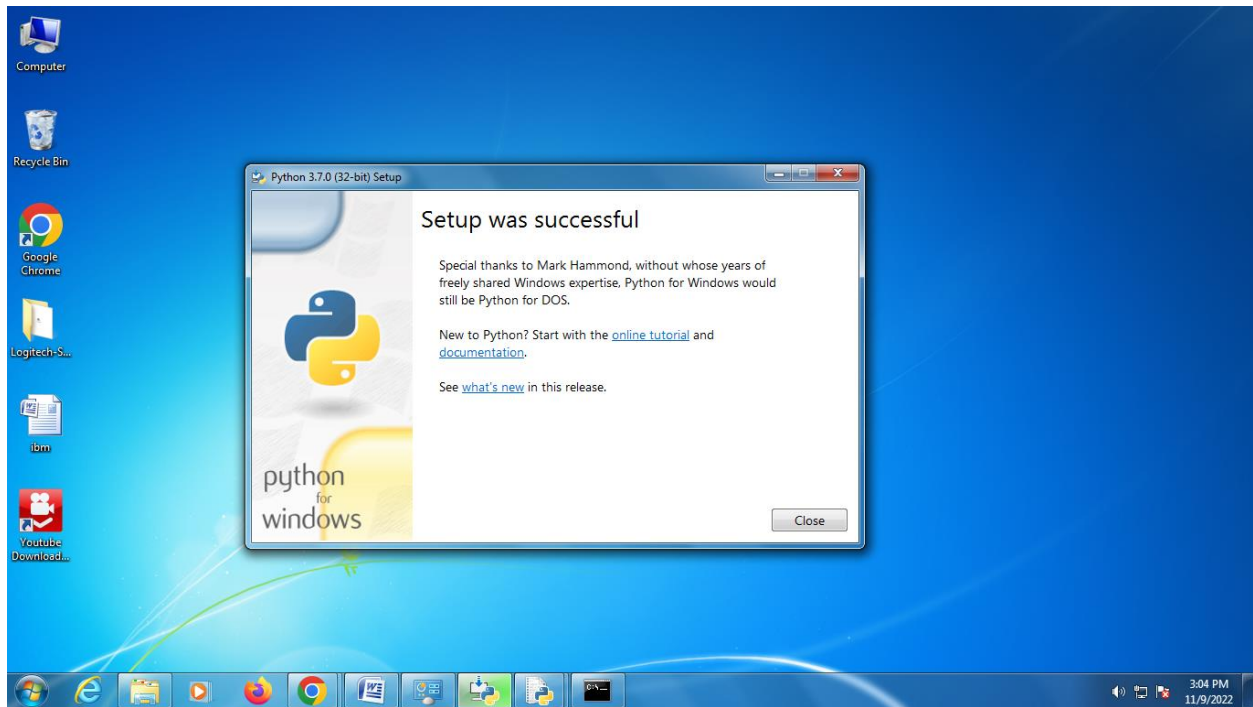 Computer
Recycle Bin
Google
Chrome
Logitech-S...
ibm
Youtube
Download...
Python 3.7.0 (32-bit) Setup
Setup was successful
Special thanks to Mark Hammond, without whose years of
freely shared Windows expertise, Python for Windows would
still be Python for DOS.
New to Python? Start with the online tutorial and
documentation.
See what's new in this release.
python
for
windows
Close
3:04 PM
11/9/2022